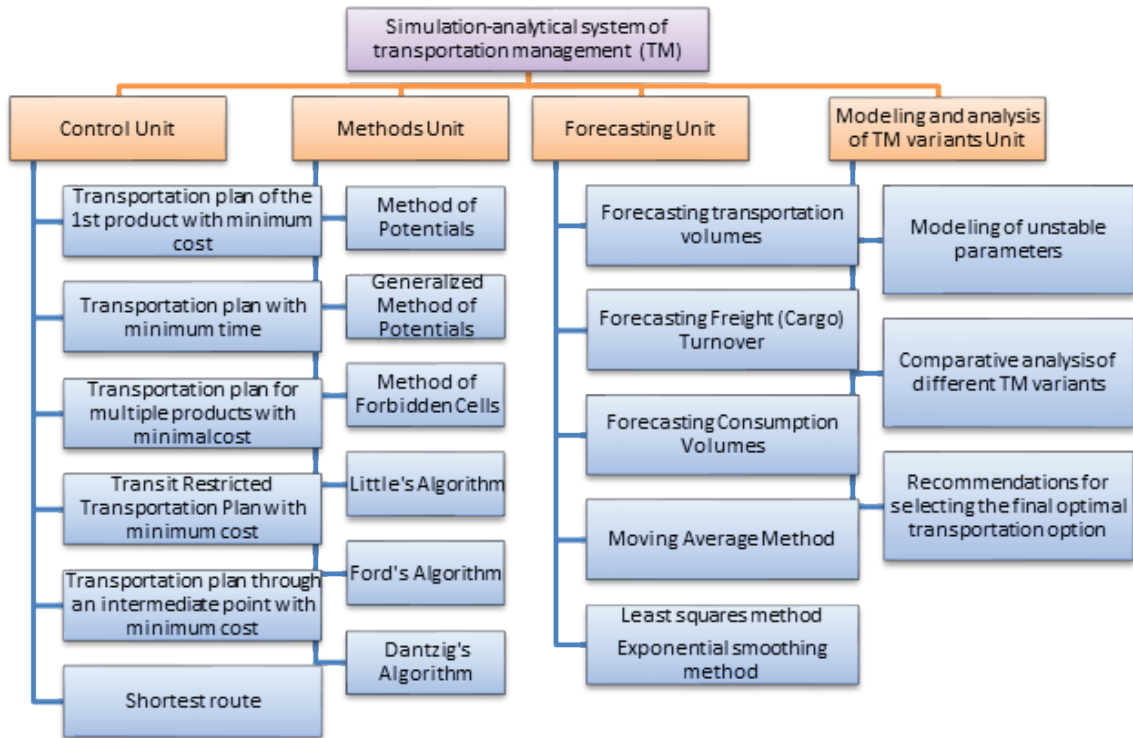 Simulation-analytical system of
transportation management (TM)
Control Unit
Transportation plan of the
1st product with minimum
cost
Transportation plan with
minimum time
Transportation plan for
multiple products with
minimal cost
Transit Restricted
Transportation Plan with
minimum cost
Transportation plan through
an intermediate point with
minimum cost
Shortest route
Methods Unit
Method of
Potentials
Generalized
Method of
Potentials
Method of
Forbidden Cells
Little's Algorithm
Ford's Algorithm
Dantzig's
Algorithm
Forecasting Unit
Forecasting transportation
volumes
Forecasting Freight (Cargo)
Turnover
Forecasting Consumption
Volumes
Moving Average Method
Least squares method
Exponential smoothing
method
Modeling and analysis
of TM variants Unit
Modeling of unstable
parameters
Comparative analysis of
different TM variants
Recommendations for
selecting the final optimal
transportation option